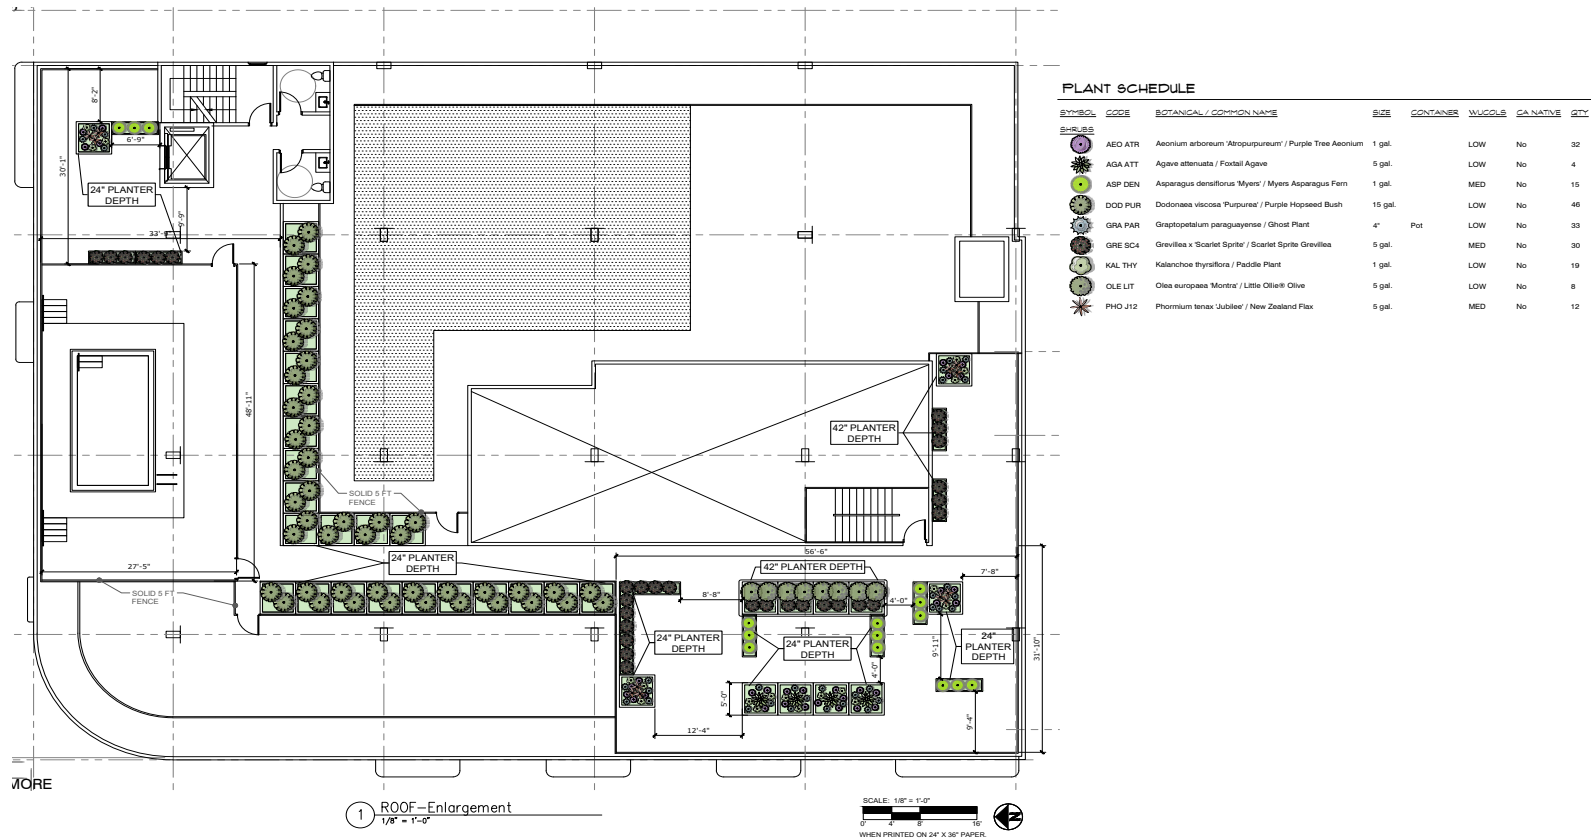 PLANT SCHEDULE
SYMBOL CODE BOTANICAL / COMMON NAME SIZE CONTAINER WUCOLS CA NATIVE QTY
SHRUBS
AEO ATR Aeonium arboreum 'Atropurpureum' / Purple Tree Aeonium 1 gal. LOW No 32
AGA ATT Agave attenuata / Foxtail Agave 5 gal. LOW No 4
ASP DEN Asparagus densiflorus 'Myers' / Myers Asparagus Fern 1 gal. MED No 15
DOD PUR Dodonaea viscosa 'Purpurea' / Purple Hopseed Bush 15 gal. LOW No 46
GRA PAR Graptopetalum paraguayense / Ghost Plant 4" Pot LOW No 33
GRE SC4 Grevillea x 'Scarlet Sprite' / Scarlet Sprite Grevillea 5 gal. MED No 30
KAL THY Kalanchoe thyrsiflora / Paddle Plant 1 gal. LOW No 19
OLE LIT Olea europaea 'Montra' / Little Ollie® Olive 5 gal. LOW No 8
PHO J12 Phormium tenax 'Jubilee' / New Zealand Flax 5 gal. MED No 12
8'-2"
6'-9"
30'-1"
24" PLANTER
DEPTH
9'-9"
48'-11"
42" PLANTER
DEPTH
SOLID 5 FT
FENCE
24" PLANTER
DEPTH
56'-6"
27'-5"
42" PLANTER DEPTH
7'-8"
SOLID 5 FT
FENCE
8'-8"
4'-0"
24" PLANTER
DEPTH
24" PLANTER
DEPTH
24"
PLANTER
DEPTH
9'-11"
31'-10"
4'-0"
5'-0"
12'-4"
9'-4"
MORE
1 ROOF-Enlargement
1/8" = 1'-0"
SCALE: 1/8" = 1'-0"
0' 4' 8' 16'
WHEN PRINTED ON 24" X 36" PAPER.
N